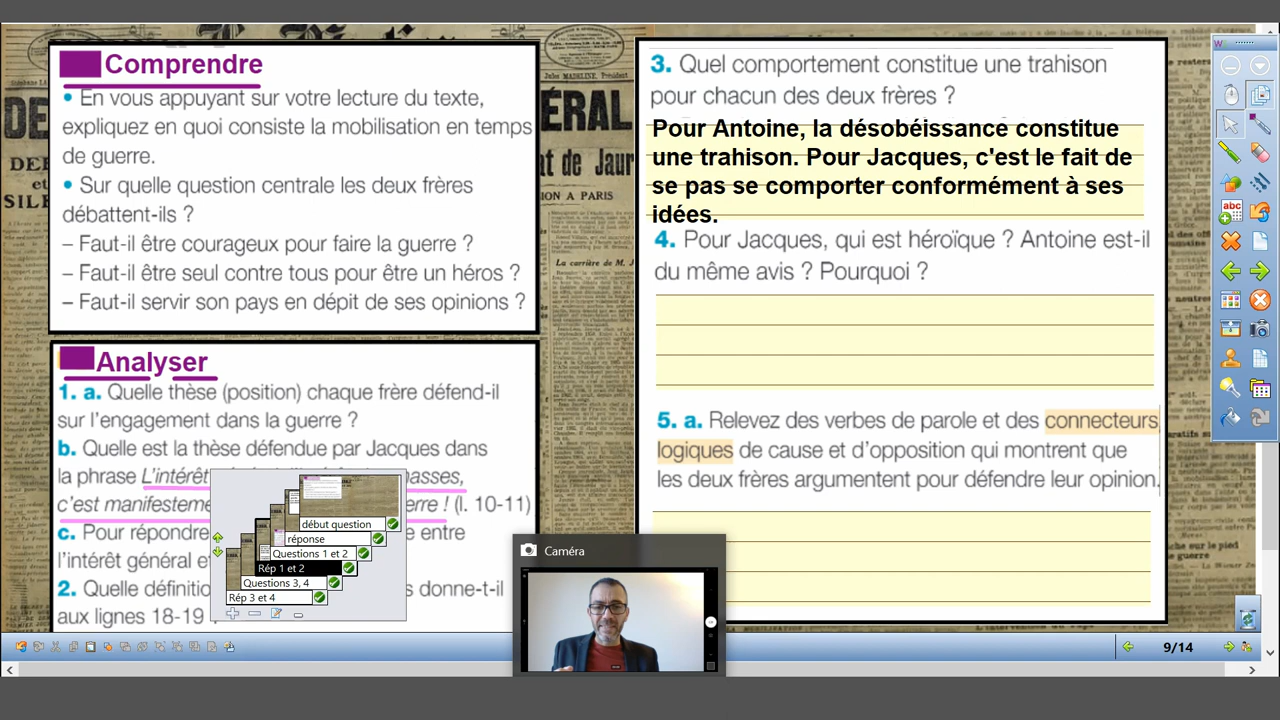 Comprendre
• En vous appuyant sur votre lecture du texte,
expliquez en quoi consiste la mobilisation en temps
de guerre.
• Sur quelle question centrale les deux frères
débattent-ils ?
– Faut-il être courageux pour faire la guerre ?
– Faut-il être seul contre tous pour être un héros ?
– Faut-il servir son pays en dépit de ses opinions ?
Analyser
1. a. Quelle thèse (position) chaque frère défend-il
sur l'engagement dans la guerre ?
b. Quelle est la thèse défendue par Jacques dans
la phrase L'intérêt
c'est manifesteme erre ! (l. 10-11)
c. Pour répondre entre
l'intérêt général e
2. Quelle définitio donne-t-il
aux lignes 18-19
début question
réponse
Questions 1 et 2
Rép 1 et 2
Questions 3, 4
Rép 3 et 4
3. Quel comportement constitue une trahison
pour chacun des deux frères ?
Pour Antoine, la désobéissance constitue
une trahison. Pour Jacques, c'est le fait de
se pas se comporter conformément à ses
idées.
4. Pour Jacques, qui est héroïque ? Antoine est-il
du même avis ? Pourquoi ?
5. a. Relevez des verbes de parole et des connecteurs
logiques de cause et d'opposition qui montrent que
les deux frères argumentent pour défendre leur opinion.
Caméra
abc
9/14